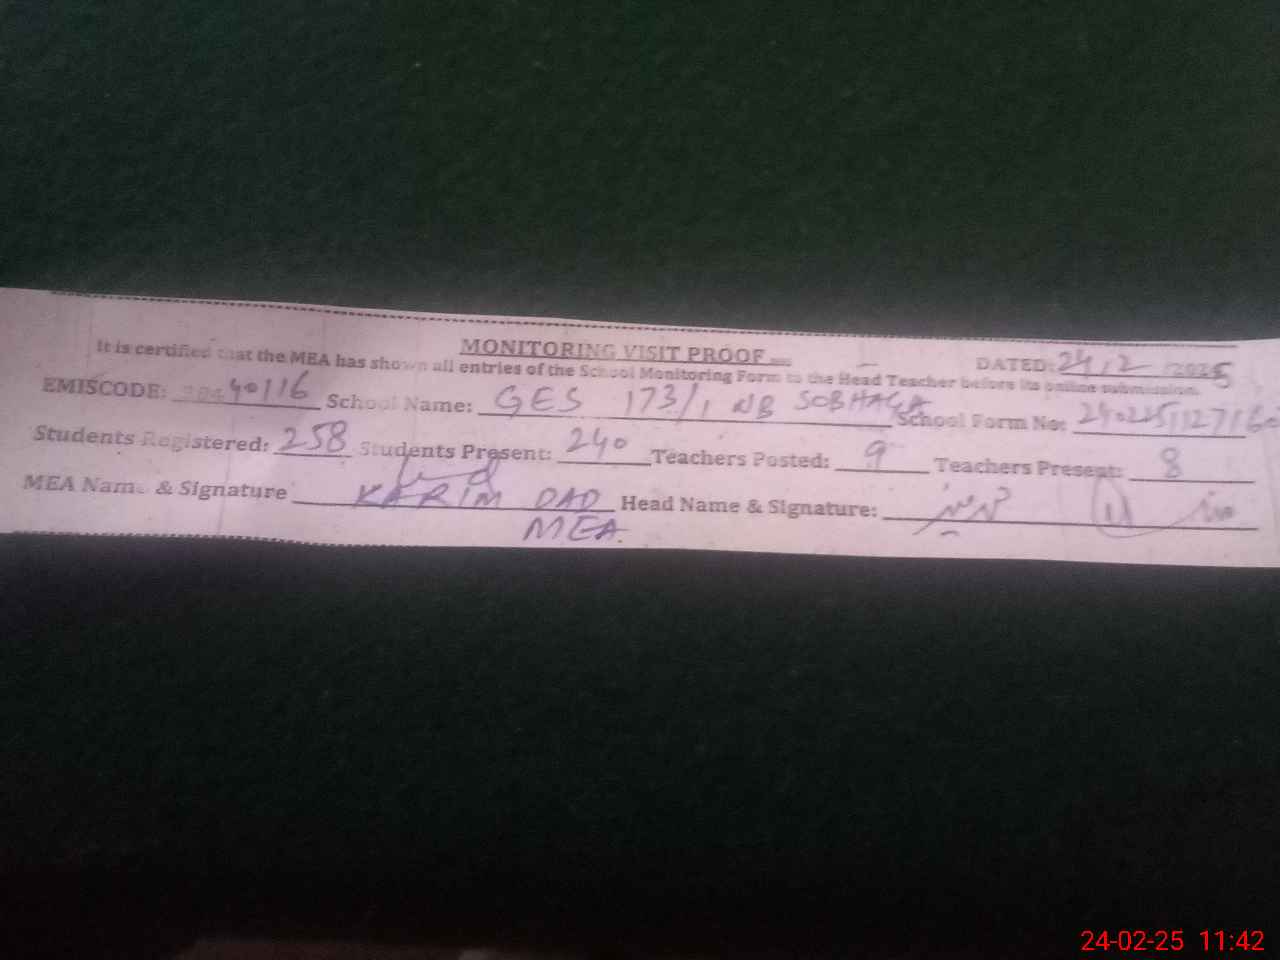 MONITORING VISIT PROOF
DATED: 24/2/2025
It is certified that the MEA has shown all entries of the School Monitoring Form to the Head Teacher before its online submission.
EMISCODE: 38440116 School Name: GES 173/1 NB SOBHAGA School Form No: 2402251127160
Students Registered: 258 Students Present: 240 Teachers Posted: 9 Teachers Present: 8
MEA Name & Signature KARIM DAD Head Name & Signature:
MEA.
24-02-25 11:42